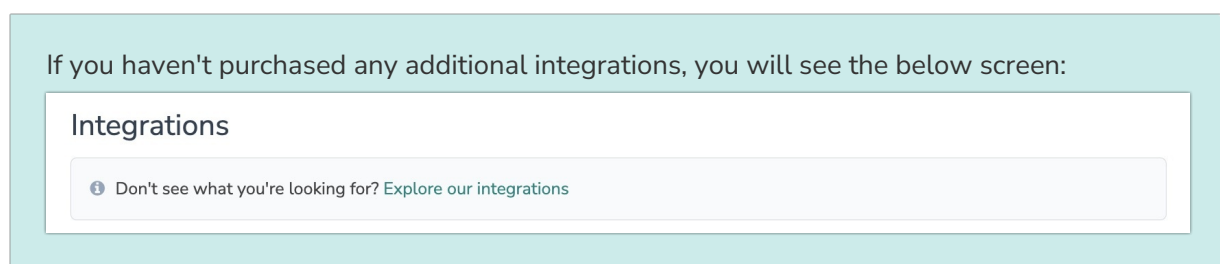 If you haven't purchased any additional integrations, you will see the below screen:
Integrations
Don't see what you're looking for? Explore our integrations